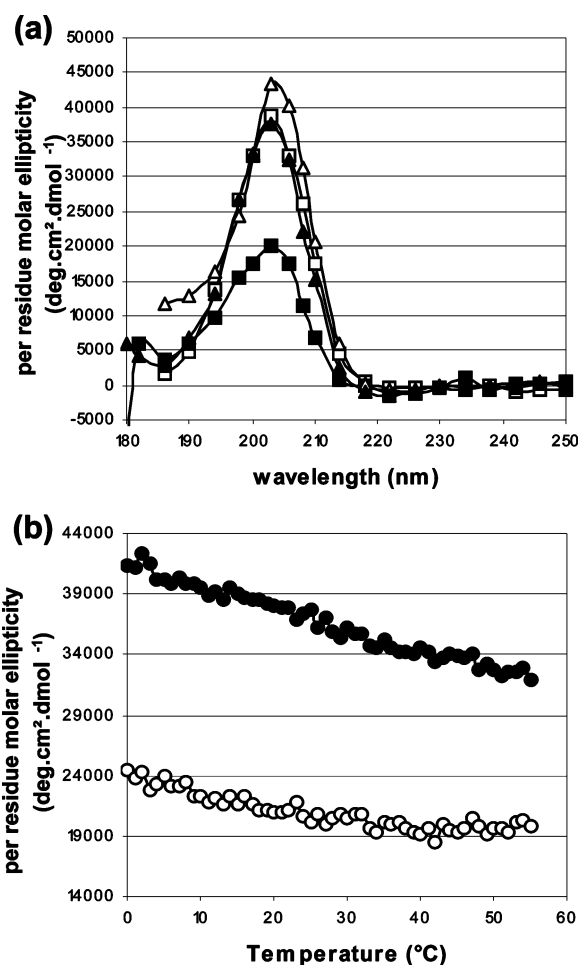 (a)
50000
45000
40000
35000
30000
25000
20000
15000
10000
5000
0
-5000
180 190 200 210 220 230 240 250
per residue molar ellipticity
(deg.cm².dmol ⁻¹)
wavelength (nm)
(b)
44000
39000
34000
29000
24000
19000
14000
0 10 20 30 40 50 60
per residue molar ellipticity
(deg.cm².dmol ⁻¹)
Temperature (°C)